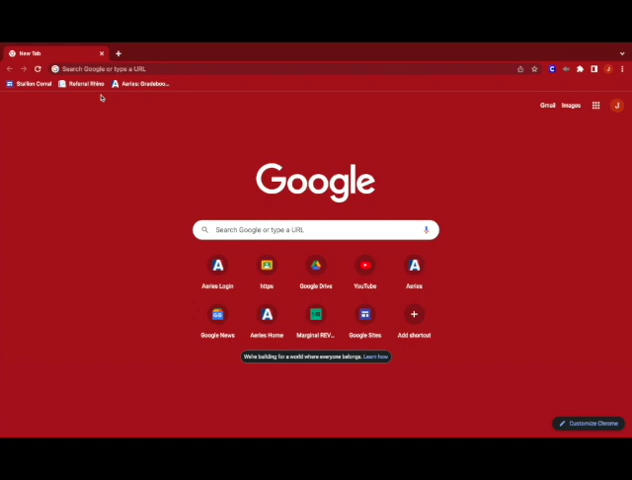 New Tab
Search Google or type a URL
Stallion Corral
Referral Rhino
Aeries: Gradeboo...
Gmail Images
J
Google
Search Google or type a URL
Aeries Login https Google Drive YouTube Aeries
Google News Aeries Home Marginal REV... Google Sites Add shortcut
We're building for a world where everyone belongs. Learn how
Customize Chrome